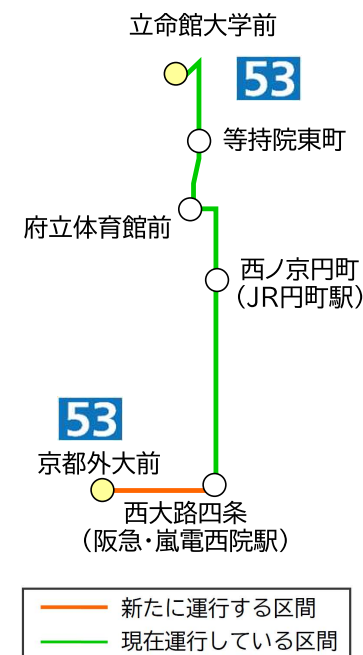 立命館大学前
53
等持院東町
府立体育館前
西ノ京円町
(JR円町駅)
53
京都外大前
西大路四条
(阪急・嵐電西院駅)
新たに運行する区間
現在運行している区間